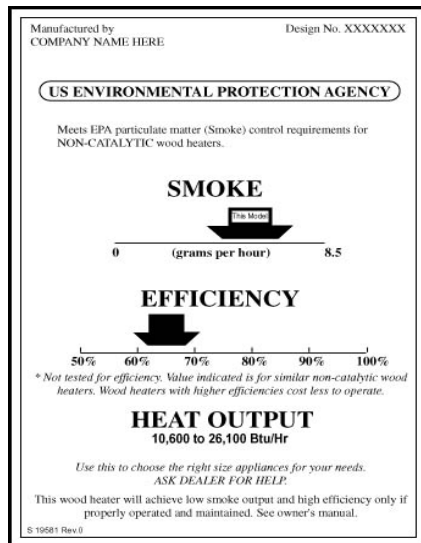 Manufactured by
COMPANY NAME HERE
Design No. XXXXXXX
US ENVIRONMENTAL PROTECTION AGENCY
Meets EPA particulate matter (Smoke) control requirements for
NON-CATALYTIC wood heaters.
SMOKE
This Model
0 (grams per hour) 8.5
EFFICIENCY
50% 60% 70% 80% 90% 100%
* Not tested for efficiency. Value indicated is for similar non-catalytic wood
heaters. Wood heaters with higher efficiencies cost less to operate.
HEAT OUTPUT
10,600 to 26,100 Btu/Hr
Use this to choose the right size appliances for your needs.
ASK DEALER FOR HELP.
This wood heater will achieve low smoke output and high efficiency only if
properly operated and maintained. See owner's manual.
S 19581 Rev.0